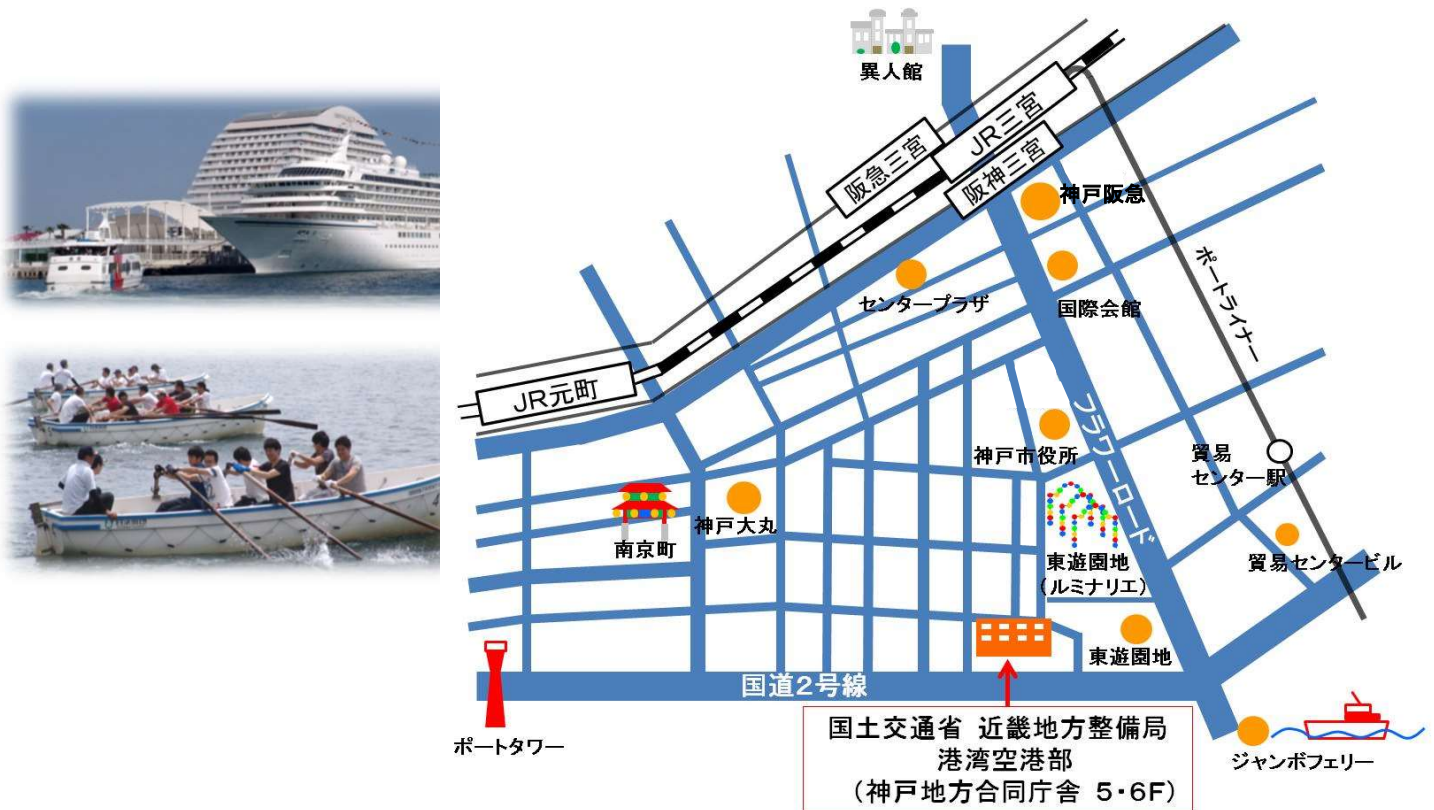 異人館
JR三宮
阪急三宮
阪神三宮
神戸阪急
センタープラザ
国際会館
ポートライナー
JR元町
フラワーロード
神戸市役所
貿易
センター駅
神戸大丸
南京町
東遊園地
(ルミナリエ)
貿易センタービル
東遊園地
国道2号線
ポートタワー
国土交通省 近畿地方整備局
港湾空港部
(神戸地方合同庁舎 5・6F)
ジャンボフェリー